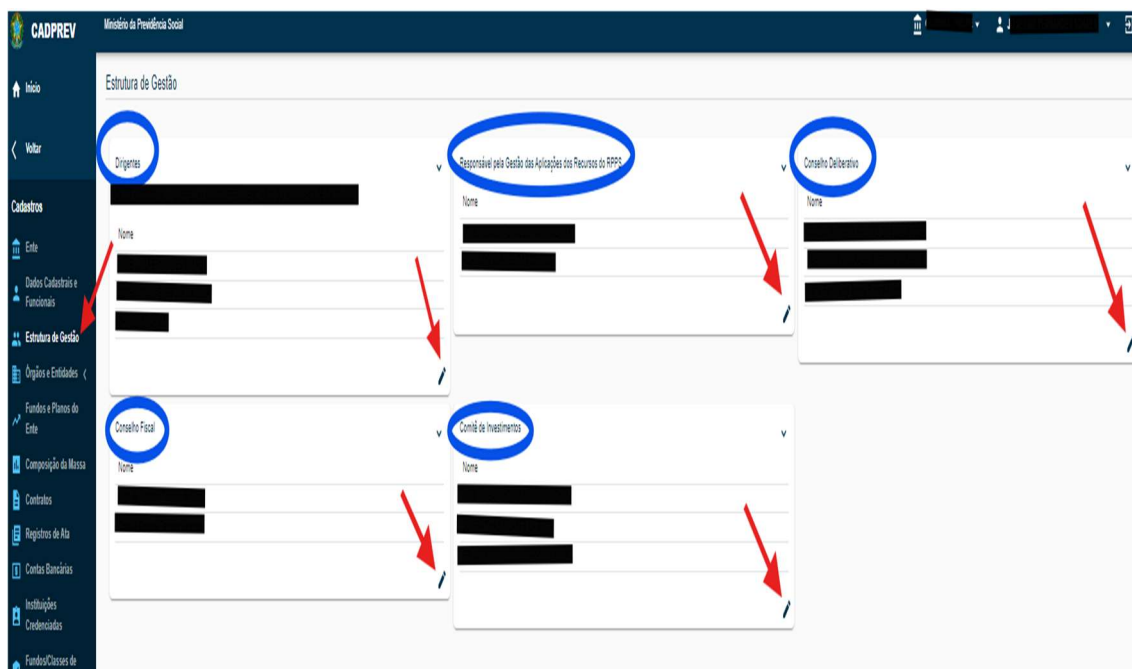 CADPREV
Ministério da Previdência Social
Início
Voltar
Cadastros
Ente
Dados Cadastrais e
Funcionais
Estrutura de Gestão
Órgãos e Entidades
Fundos e Planos do
Ente
Composição da Massa
Contratos
Registros de Ata
Contas Bancárias
Instituições
Credenciadas
Fundos/Classes de
Estrutura de Gestão
Dirigentes
Nome
Responsável pela Gestão das Aplicações dos Recursos do RPPS
Nome
Conselho Deliberativo
Nome
Conselho Fiscal
Nome
Comitê de Investimentos
Nome